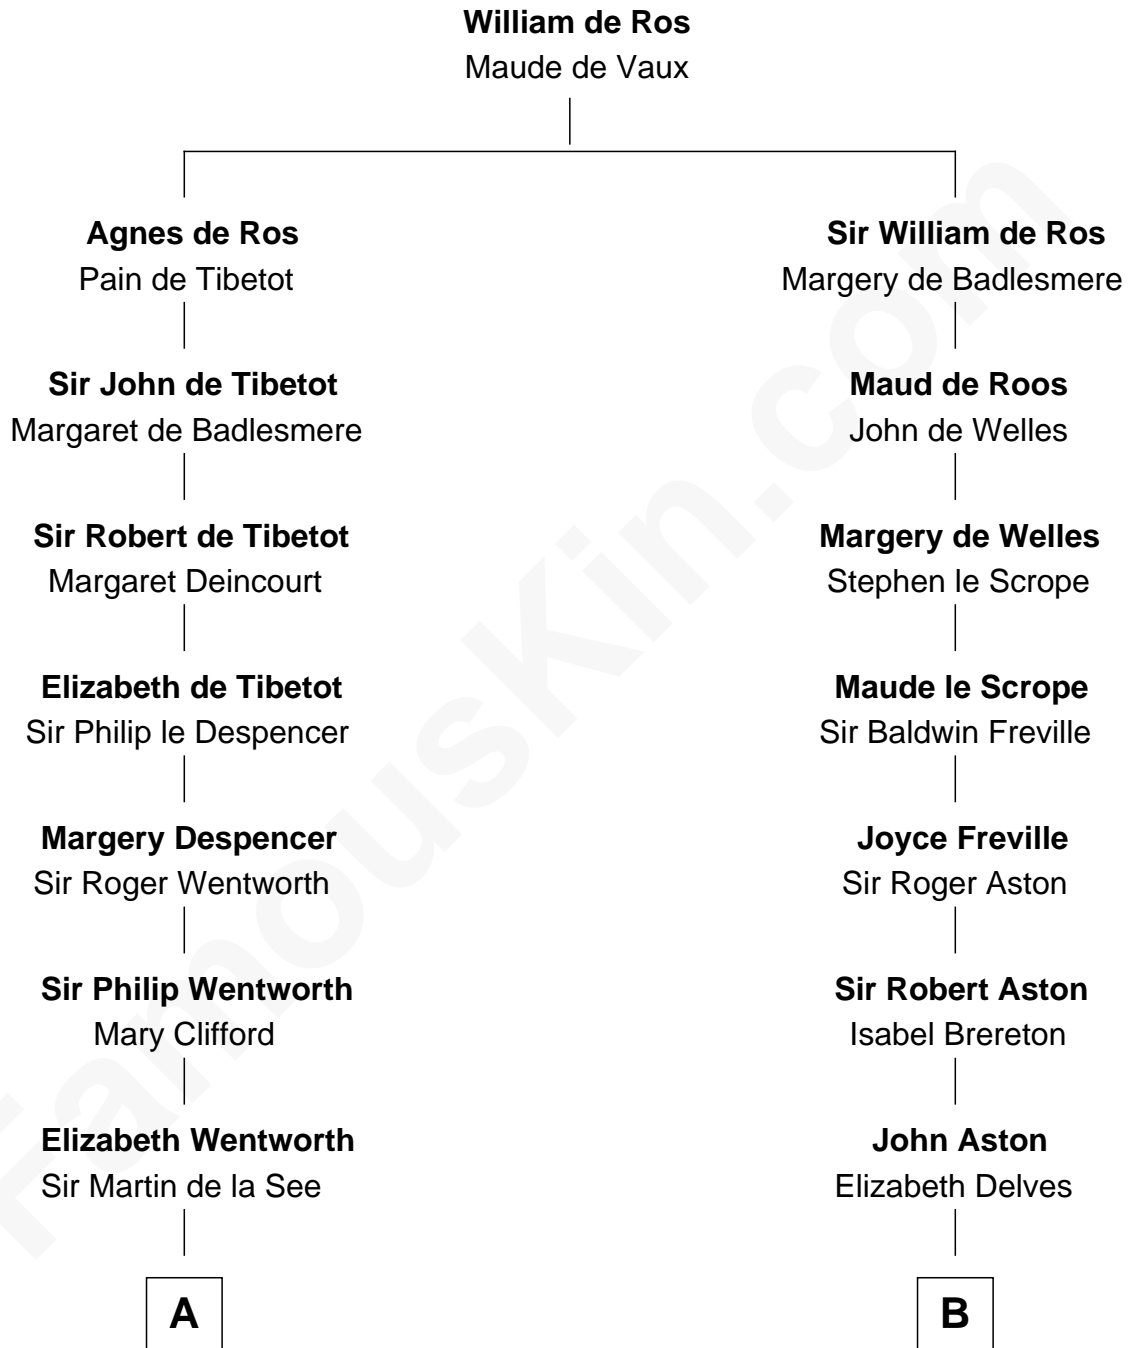 William de Ros
Maude de Vaux
Agnes de Ros
Pain de Tibetot
Sir William de Ros
Margery de Badlesmere
Sir John de Tibetot
Margaret de Badlesmere
Maud de Roos
John de Welles
Sir Robert de Tibetot
Margaret Deincourt
Margery de Welles
Stephen le Scrope
Elizabeth de Tibetot
Sir Philip le Despencer
Maude le Scrope
Sir Baldwin Freville
Margery Despencer
Sir Roger Wentworth
Joyce Freville
Sir Roger Aston
Sir Philip Wentworth
Mary Clifford
Sir Robert Aston
Isabel Brereton
Elizabeth Wentworth
Sir Martin de la See
John Aston
Elizabeth Delves
A
B
FamousKin.com